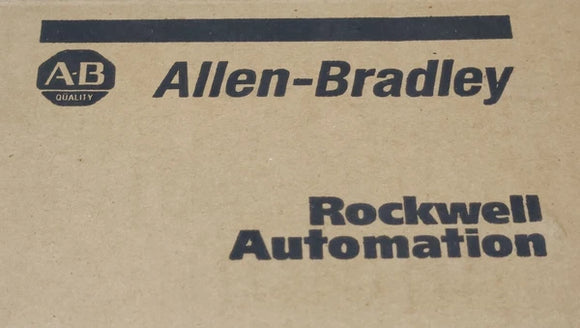 A-B
QUALITY
Allen-Bradley
Rockwell
Automation